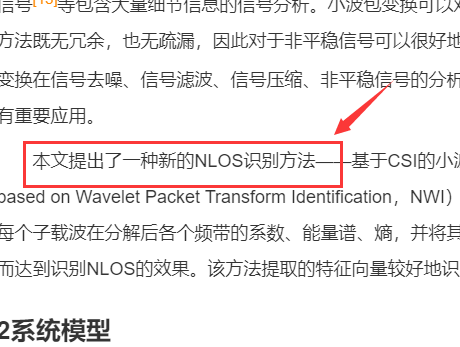 信号[15]等包含大量细节信息的信号分析。小波包变换可以对
方法既无冗余，也无疏漏，因此对于非平稳信号可以很好地
变换在信号去噪、信号滤波、信号压缩、非平稳信号的分析
有重要应用。
本文提出了一种新的NLOS识别方法——基于CSI的小波
based on Wavelet Packet Transform Identification，NWI）
每个子载波在分解后各个频带的系数、能量谱、熵，并将其
而达到识别NLOS的效果。该方法提取的特征向量较好地识
2系统模型